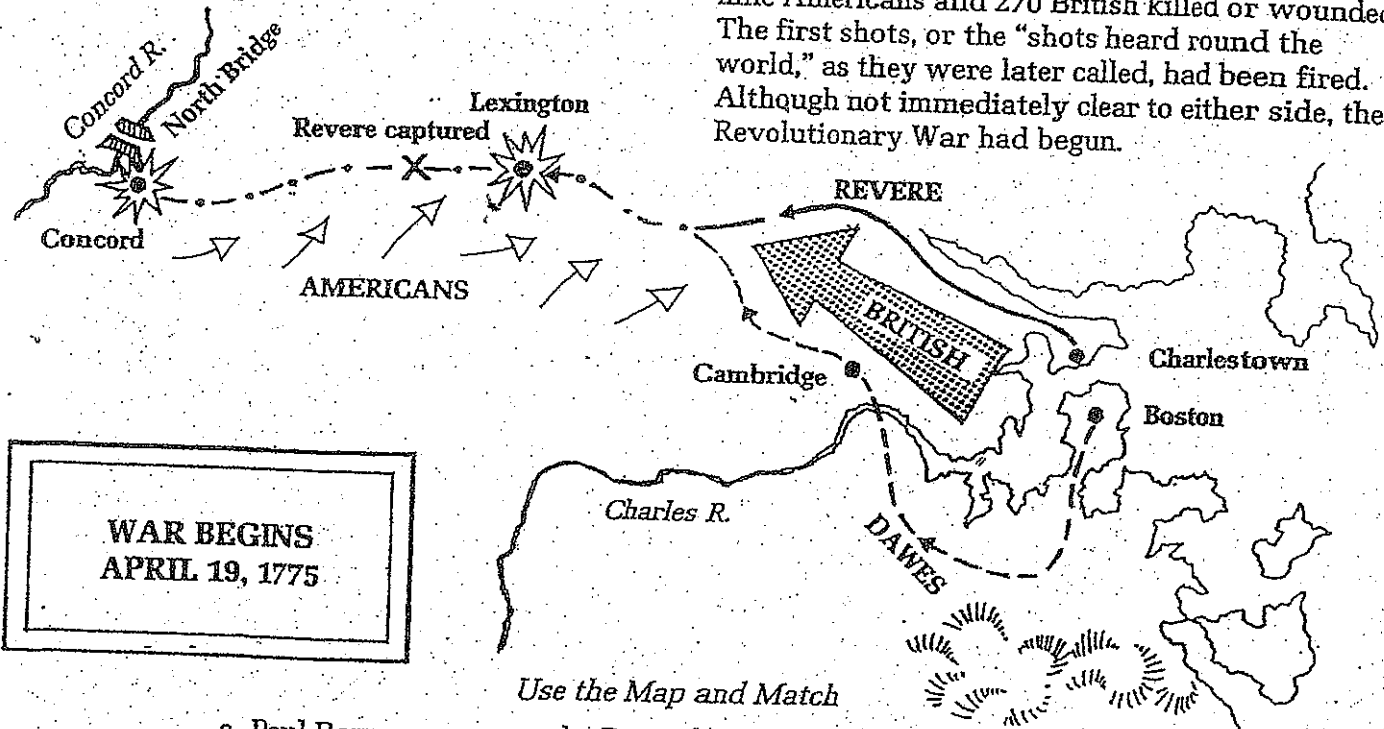 nine Americans and 270 British killed or wounded
The first shots, or the “shots heard round the
world,” as they were later called, had been fired.
Although not immediately clear to either side, the
Revolutionary War had begun.
Concord R.
North Bridge
Lexington
Revere captured
REVERE
Concord
AMERICANS
BRITISH
Charlestown
Cambridge
Boston
Charles R.
DAWES
WAR BEGINS
APRIL 19, 1775
Use the Map and Match
Paul